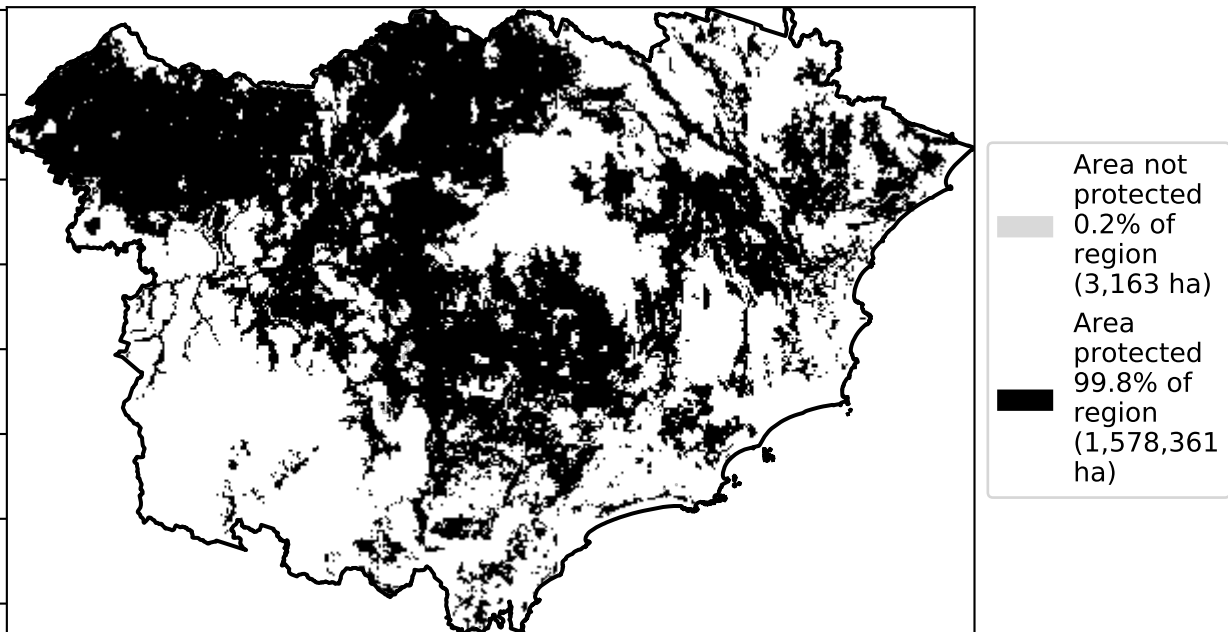 Area not
protected
0.2% of
region
(3,163 ha)
Area
protected
99.8% of
region
(1,578,361
ha)